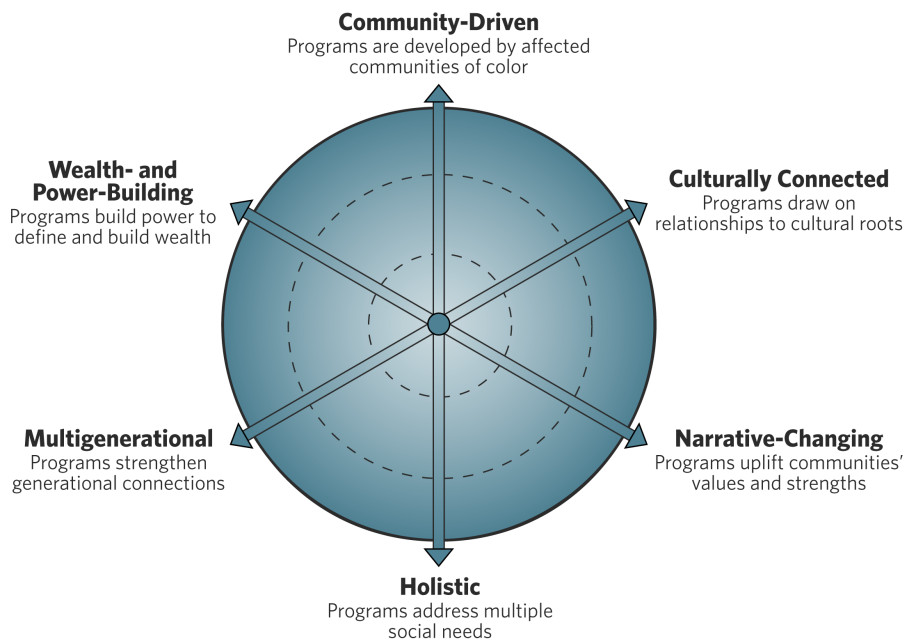 Community-Driven
Programs are developed by affected
communities of color
Wealth- and
Power-Building
Programs build power to
define and build wealth
Culturally Connected
Programs draw on
relationships to cultural roots
Multigenerational
Programs strengthen
generational connections
Narrative-Changing
Programs uplift communities’
values and strengths
Holistic
Programs address multiple
social needs